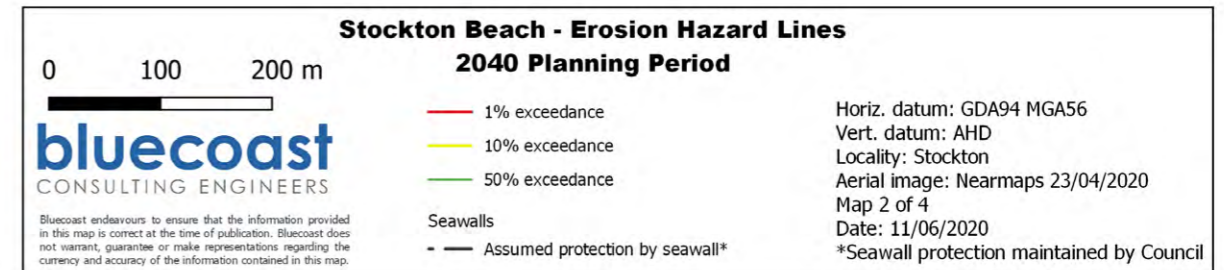 Stockton Beach - Erosion Hazard Lines
2040 Planning Period
0 100 200 m
bluecoast
CONSULTING ENGINEERS
Bluecoast endeavours to ensure that the information provided
in this map is correct at the time of publication. Bluecoast does
not warrant, guarantee or make representations regarding the
currency and accuracy of the information contained in this map.
1% exceedance
10% exceedance
50% exceedance
Seawalls
Assumed protection by seawall*
Horiz. datum: GDA94 MGA56
Vert. datum: AHD
Locality: Stockton
Aerial image: Nearmaps 23/04/2020
Map 2 of 4
Date: 11/06/2020
*Seawall protection maintained by Council